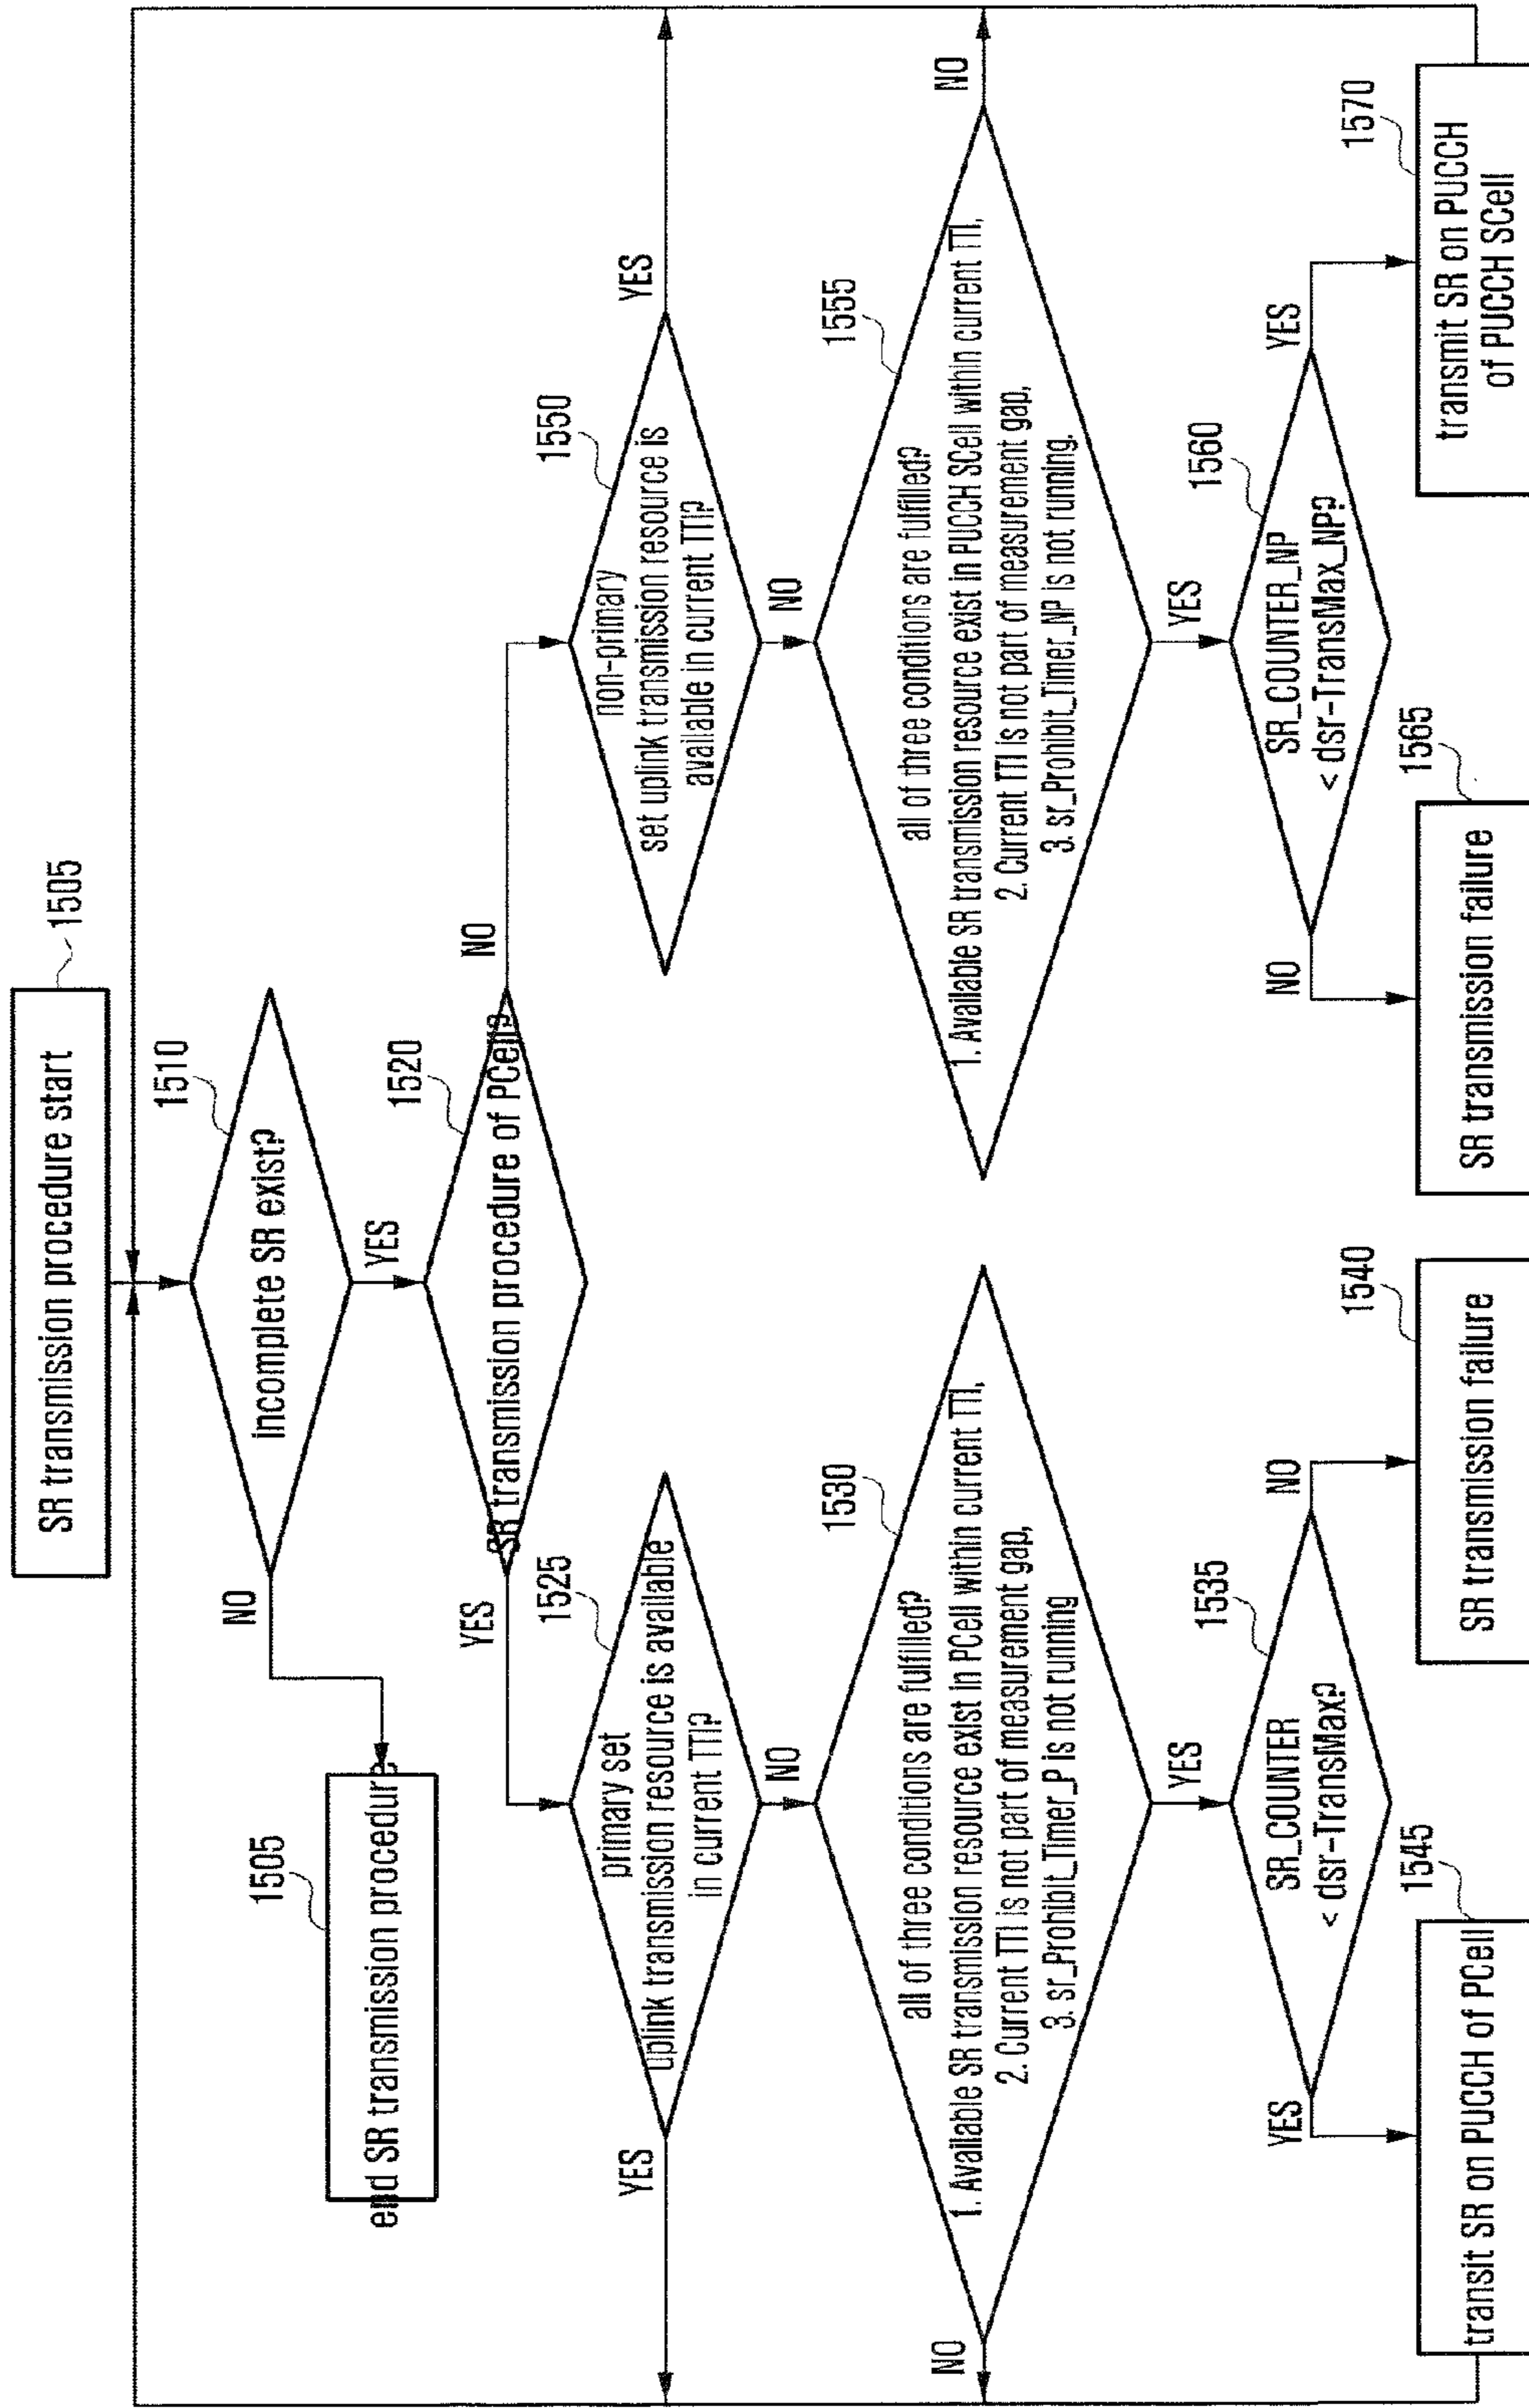 SR transmission procedure start
1505
incomplete SR exist?
1510
NO
YES
end SR transmission procedure
1505
SR transmission procedure of PCell?
1520
YES
NO
primary set
uplink transmission resource is available
in current TTI?
1525
YES
NO
non-primary
set uplink transmission resource is
available in current TTI?
1550
YES
NO
all of three conditions are fulfilled?
1. Available SR transmission resource exist in PCell within current TTI,
2. Current TTI is not part of measurement gap,
3. sr_Prohibit_Timer_P is not running
1530
NO
YES
all of three conditions are fulfilled?
1. Available SR transmission resource exist in PUCCH SCell within current TTI,
2. Current TTI is not part of measurement gap,
3. sr_Prohibit_Timer_NP is not running.
1555
NO
YES
SR_COUNTER
< dsr-TransMax?
1535
YES
NO
SR_COUNTER_NP
< dsr-TransMax_NP?
1560
NO
YES
transit SR on PUCCH of PCell
1545
SR transmission failure
1540
SR transmission failure
1565
transmit SR on PUCCH
of PUCCH SCell
1570